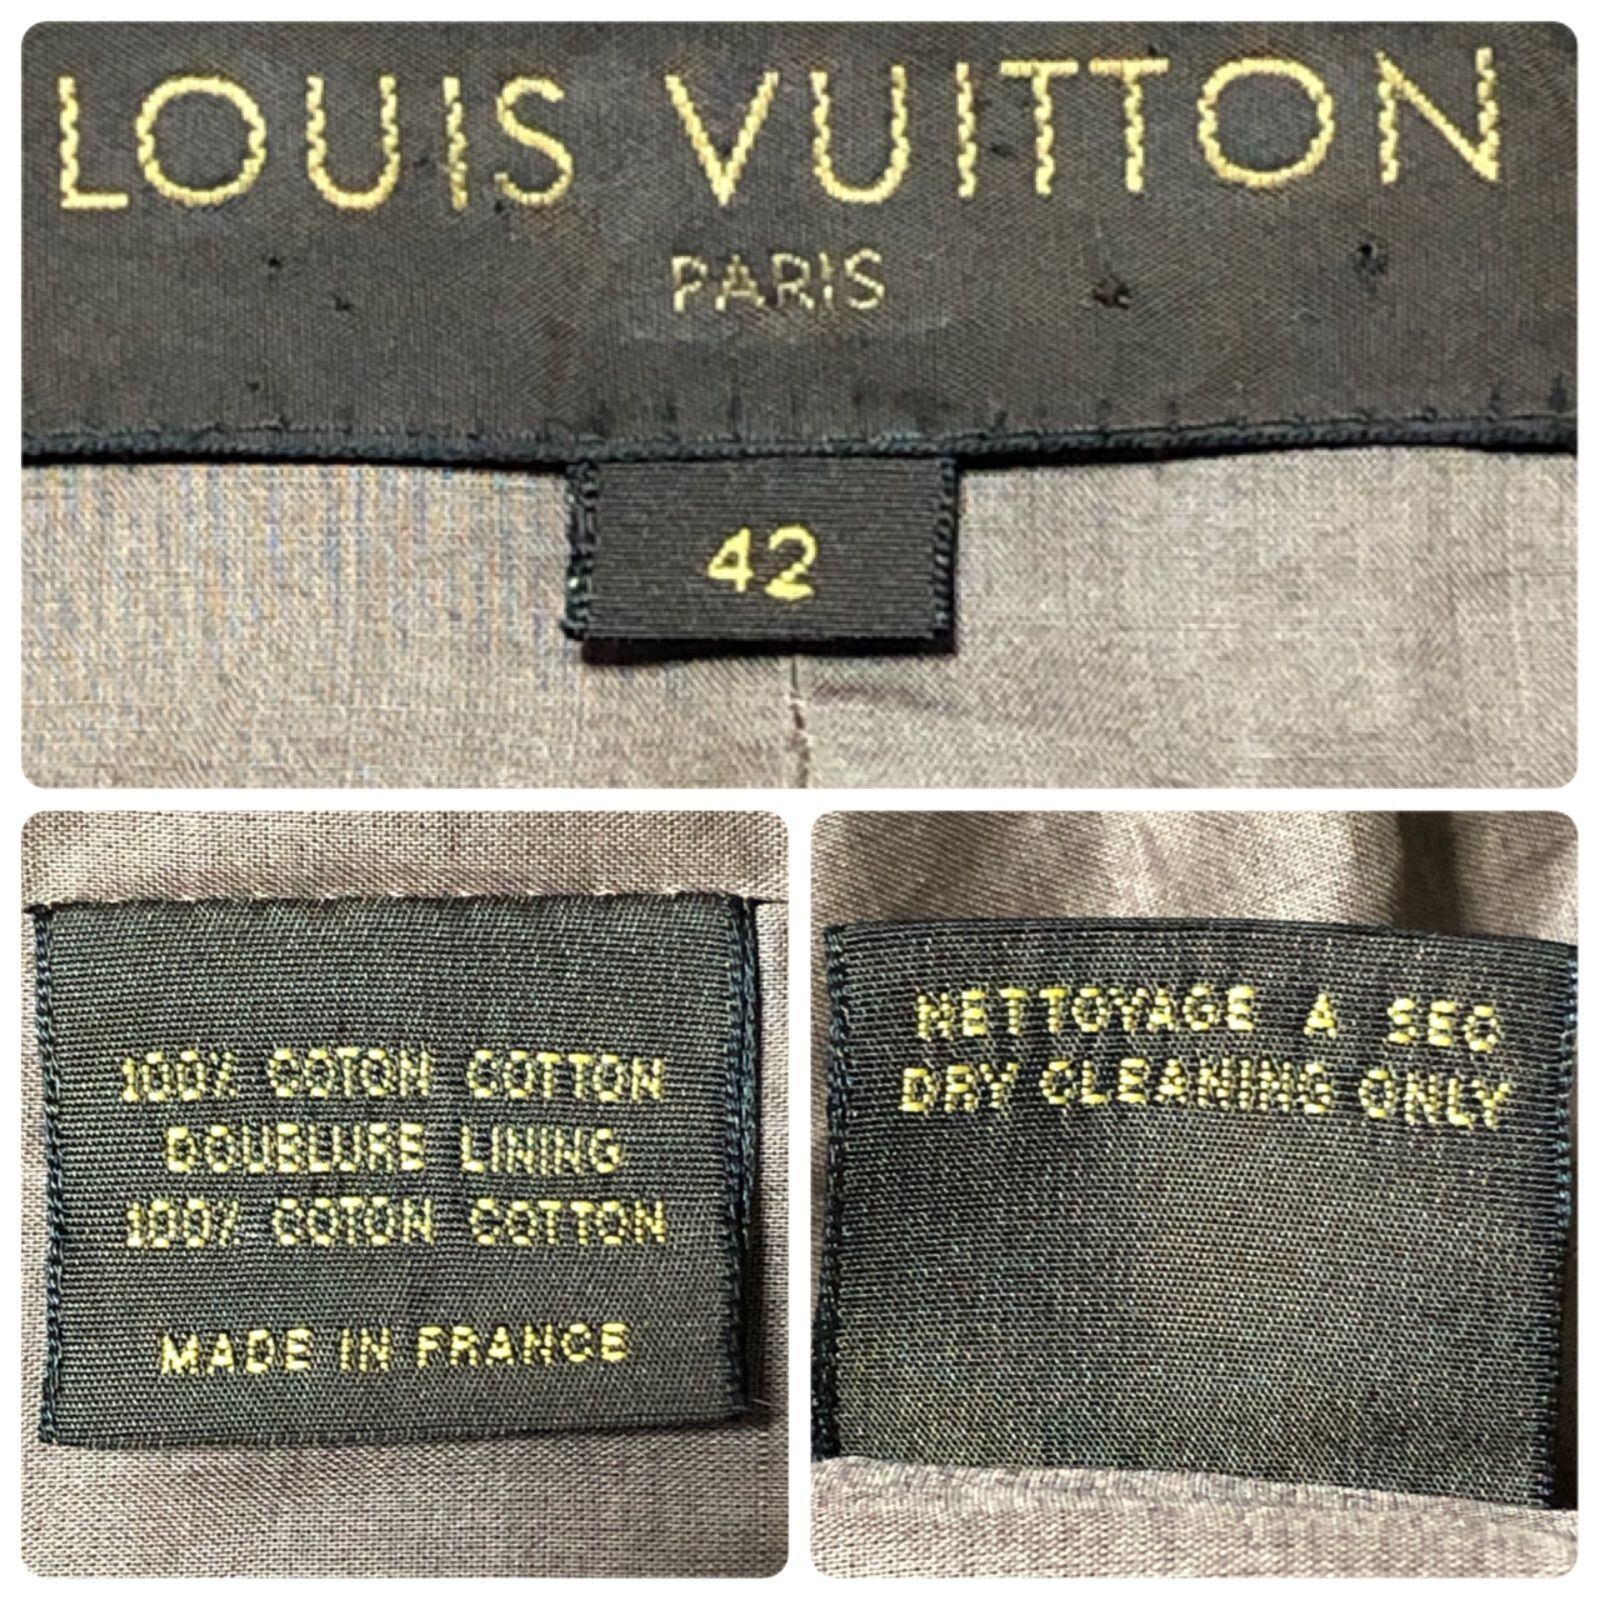 LOUIS VUITTON
PARIS
42
100% COTON COTTON
DOUBLURE LINING
100% COTON COTTON
MADE IN FRANCE
NETTOYAGE A SEC
DRY CLEANING ONLY